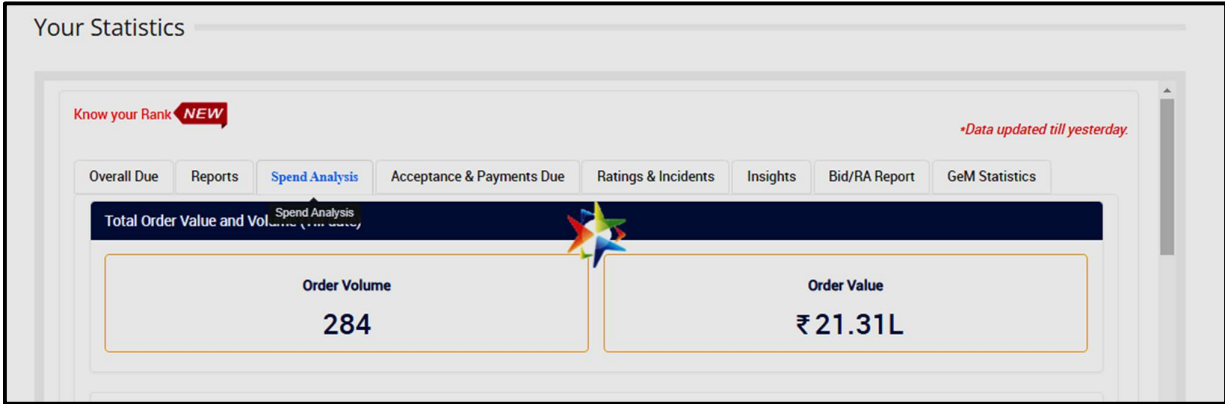 Your Statistics
Know your Rank NEW
*Data updated till yesterday.
Overall Due Reports Spend Analysis Acceptance & Payments Due Ratings & Incidents Insights Bid/RA Report GeM Statistics
Spend Analysis
Total Order Value and
Order Volume Order Value
284 ₹ 21.31L